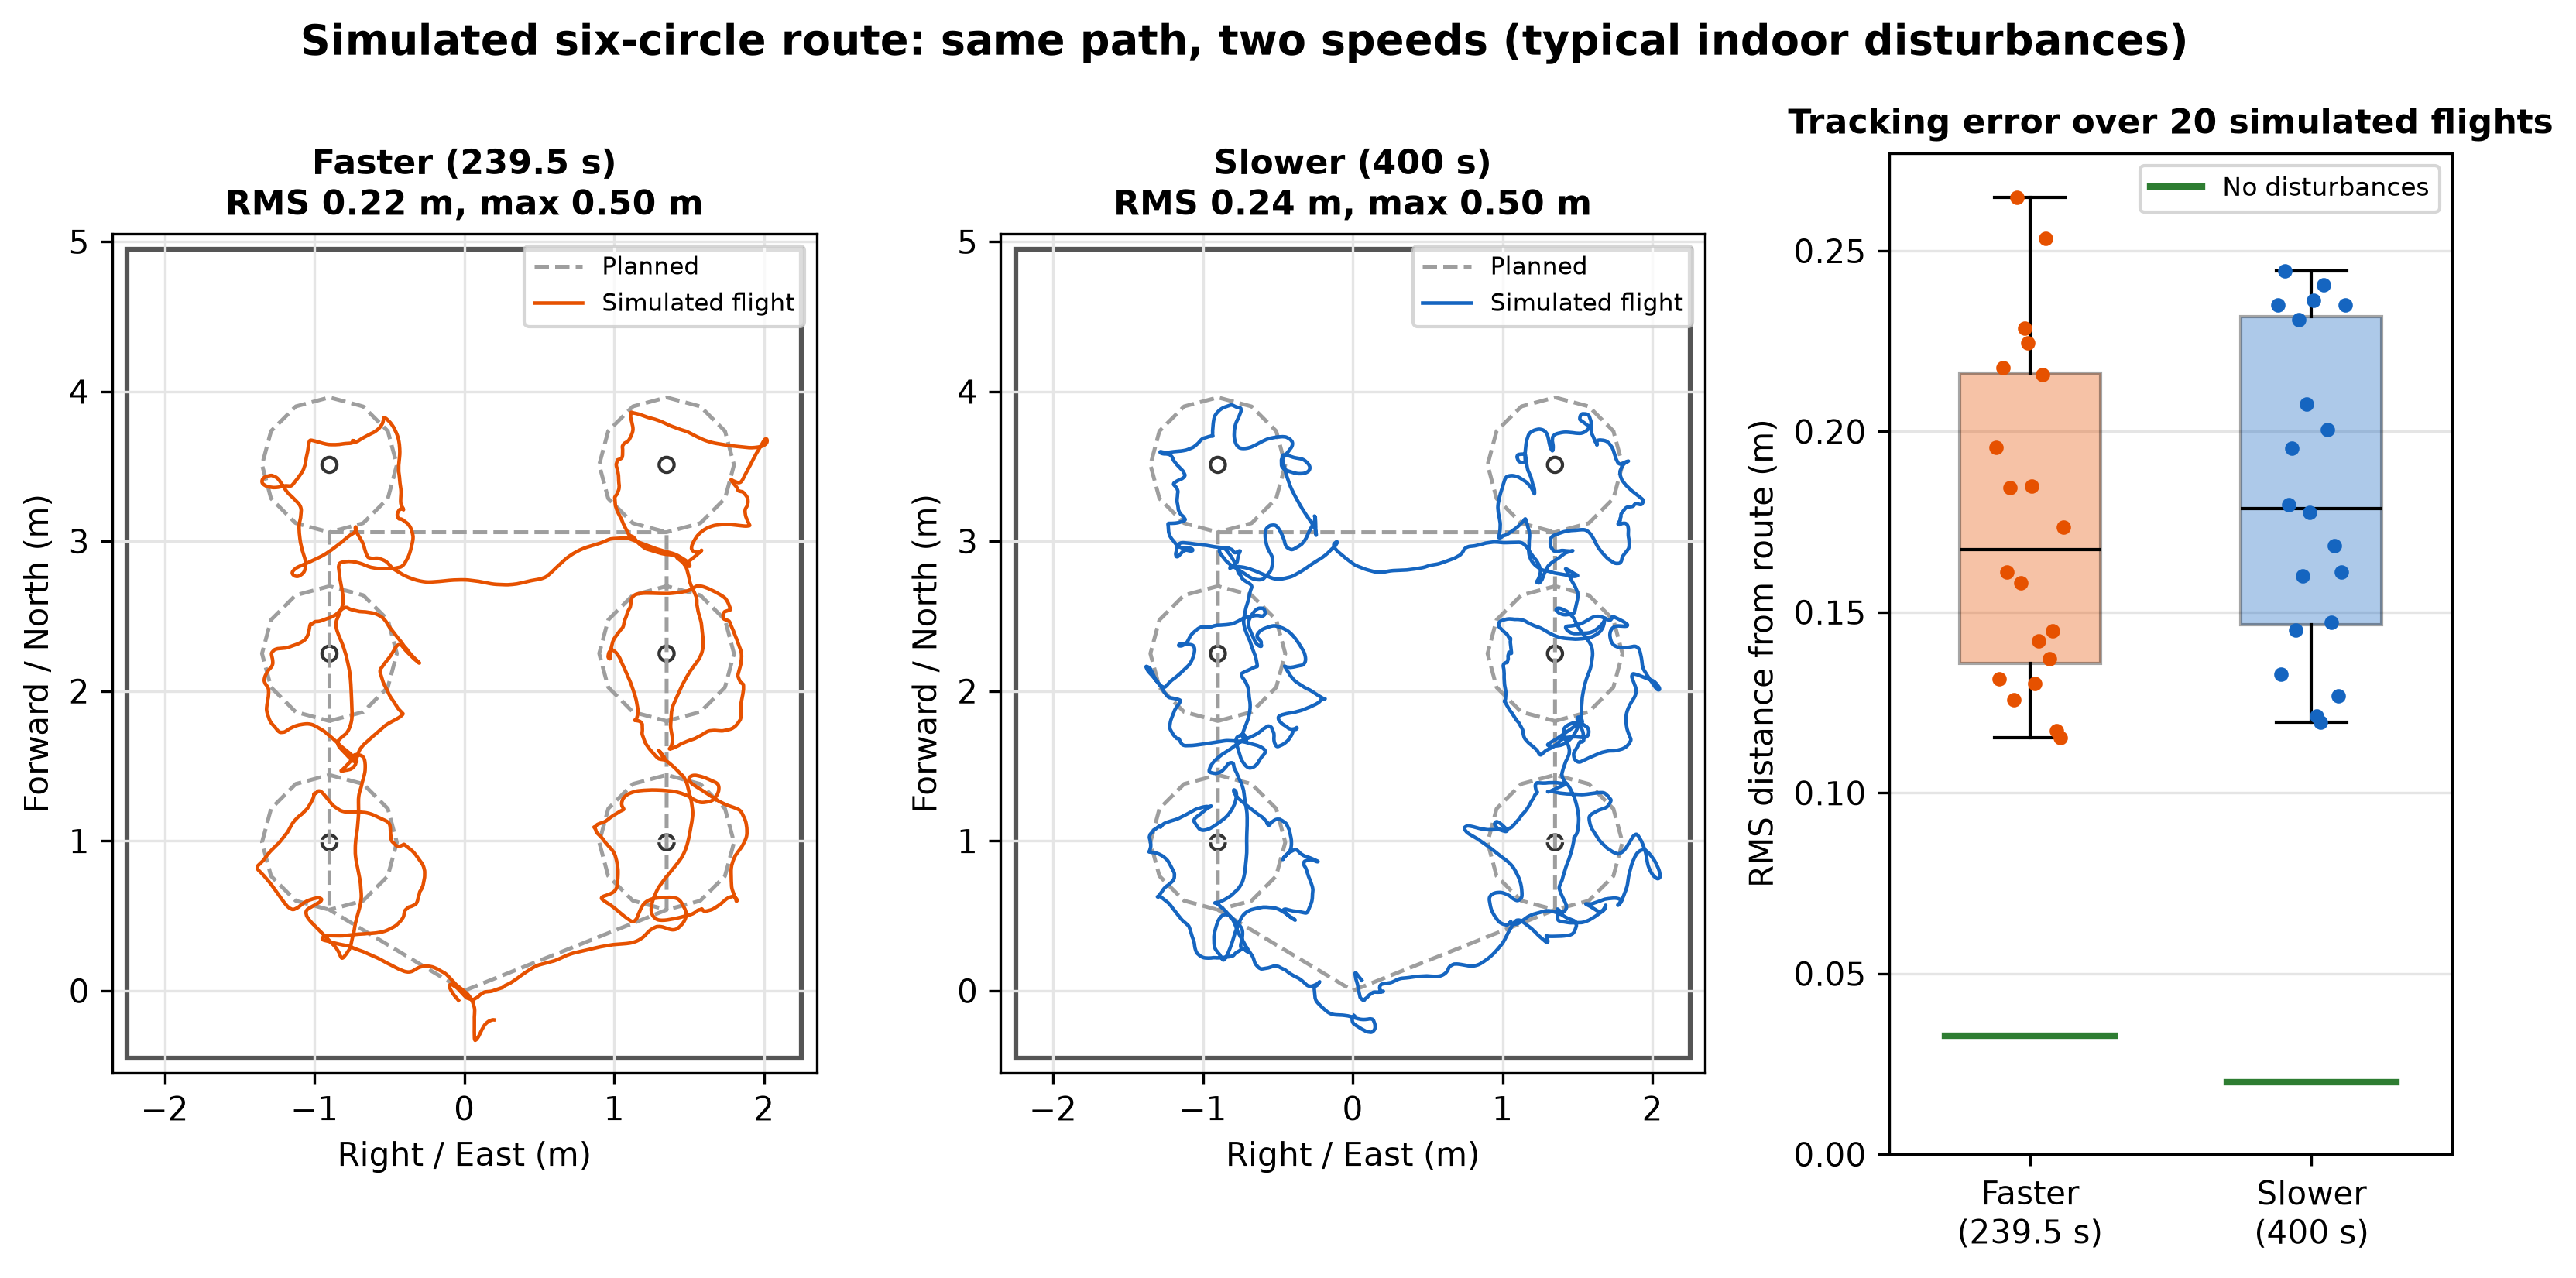 Simulated six-circle route: same path, two speeds (typical indoor disturbances)
Faster (239.5 s)
RMS 0.22 m, max 0.50 m
Planned
Simulated flight
5
4
3
2
1
0
Forward / North (m)
−2
−1
0
1
2
Right / East (m)
Slower (400 s)
RMS 0.24 m, max 0.50 m
Planned
Simulated flight
5
4
3
2
1
0
Forward / North (m)
−2
−1
0
1
2
Right / East (m)
Tracking error over 20 simulated flights
No disturbances
0.25
0.20
0.15
0.10
0.05
0.00
RMS distance from route (m)
Faster
(239.5 s)
Slower
(400 s)